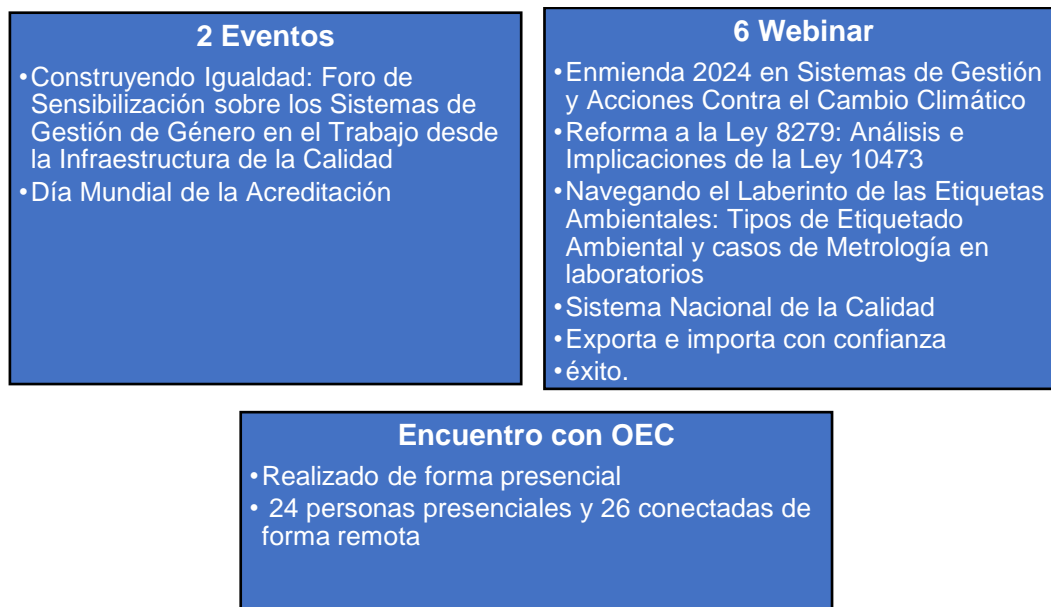 2 Eventos
•Construyendo Igualdad: Foro de
Sensibilización sobre los Sistemas de
Gestión de Género en el Trabajo desde
la Infraestructura de la Calidad
•Día Mundial de la Acreditación
6 Webinar
•Enmienda 2024 en Sistemas de Gestión
y Acciones Contra el Cambio Climático
•Reforma a la Ley 8279: Análisis e
Implicaciones de la Ley 10473
•Navegando el Laberinto de las Etiquetas
Ambientales: Tipos de Etiquetado
Ambiental y casos de Metrología en
laboratorios
•Sistema Nacional de la Calidad
•Exporta e importa con confianza
•éxito.
Encuentro con OEC
•Realizado de forma presencial
• 24 personas presenciales y 26 conectadas de
forma remota